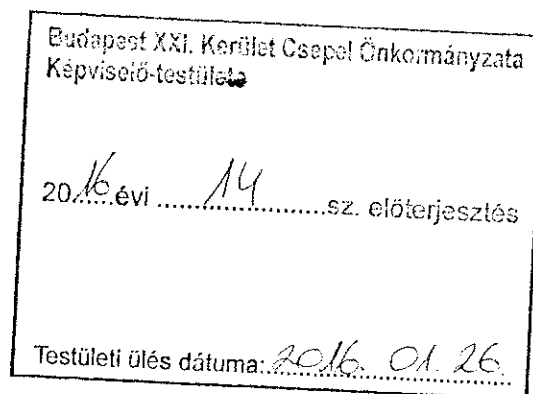 Budapest XXI. Kerület Csepel Önkormányzata
Képviselő-testülete
20.16.évi ........14........................sz. előterjesztés
Testületi ülés dátuma: 2016. 01. 26.